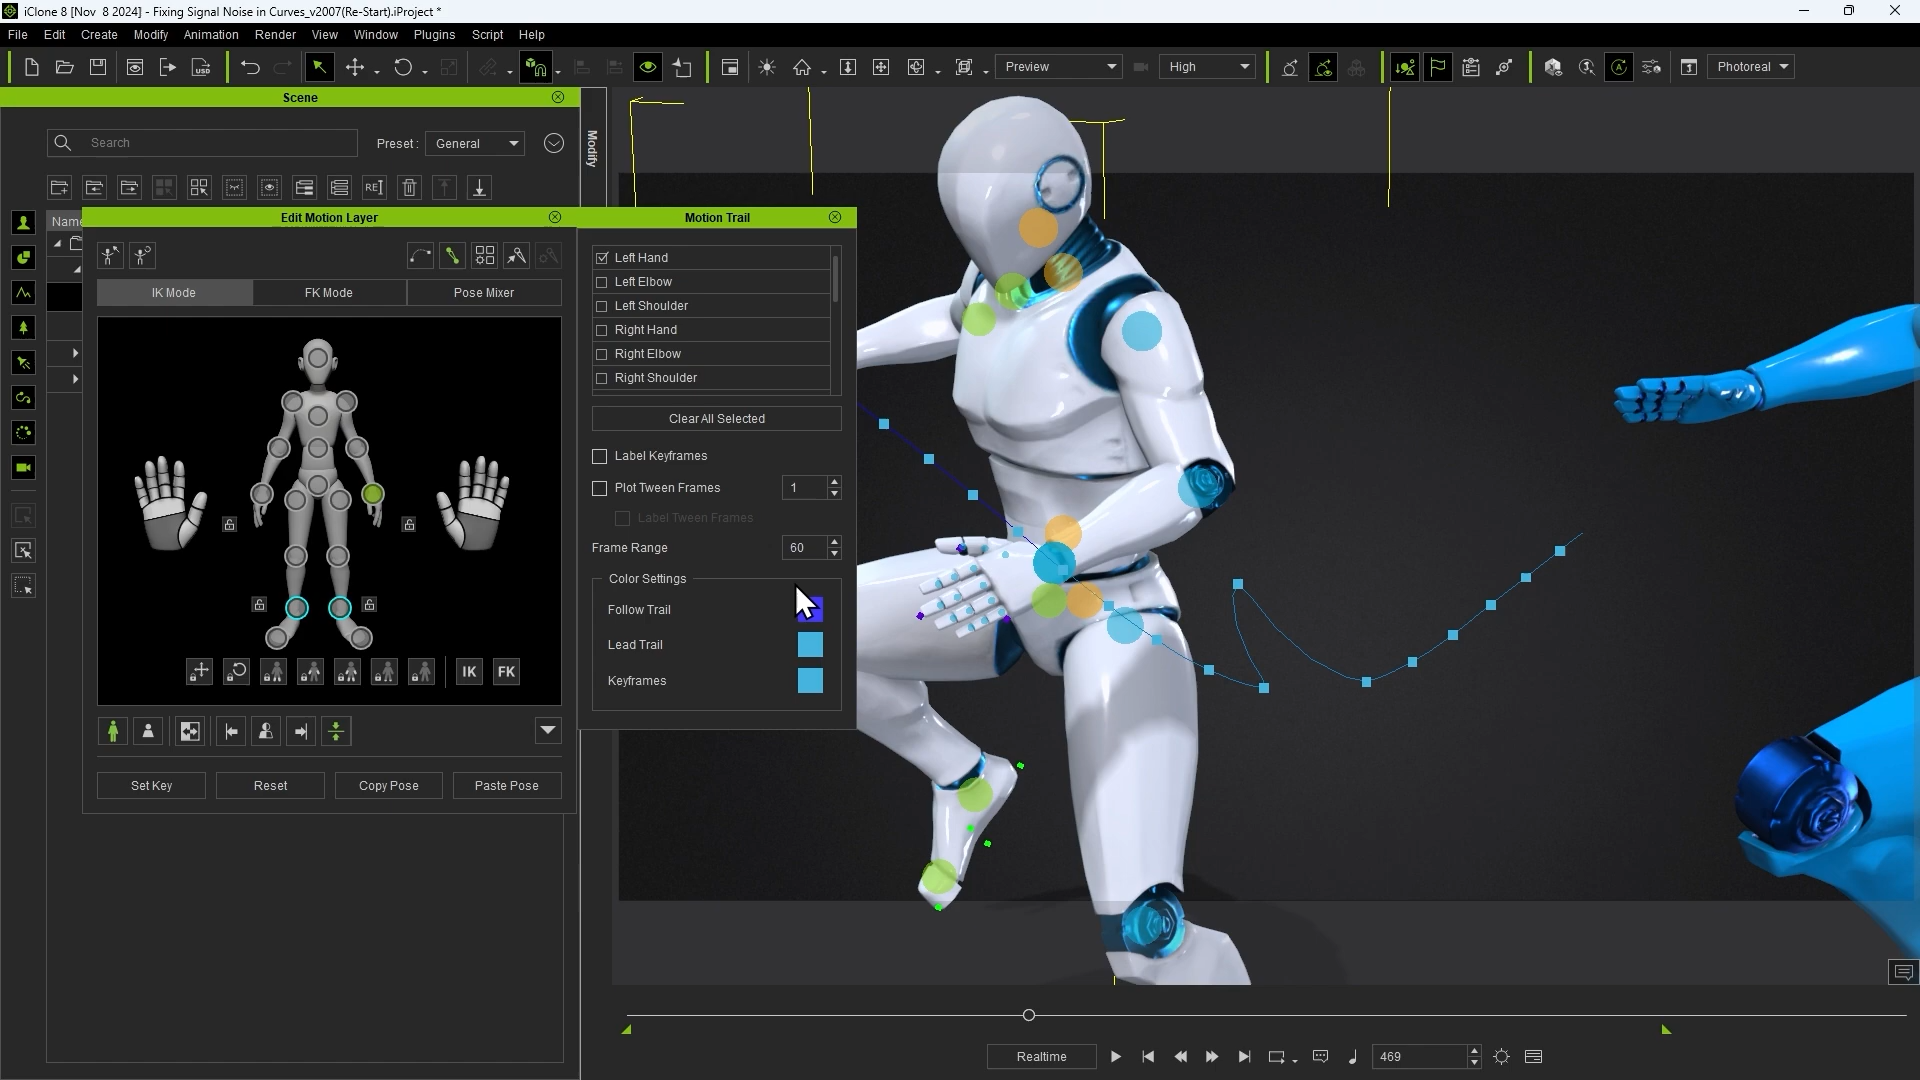 iClone 8 [Nov  8 2024] - Fixing Signal Noise in Curves_v2007(Re-Start).iProject *
File Edit Create Modify Animation Render View Window Plugins Script Help
Preview High Photoreal
Scene
Modify
Search Preset : General
RE
Name
Edit Motion Layer
Motion Trail
IK Mode FK Mode Pose Mixer
Left Hand
Left Elbow
Left Shoulder
Right Hand
Right Elbow
Right Shoulder
Clear All Selected
Label Keyframes
Plot Tween Frames 1
Label Tween Frames
Frame Range 60
Color Settings
Follow Trail
Lead Trail
Keyframes
IK FK
Set Key Reset Copy Pose Paste Pose
Realtime 469